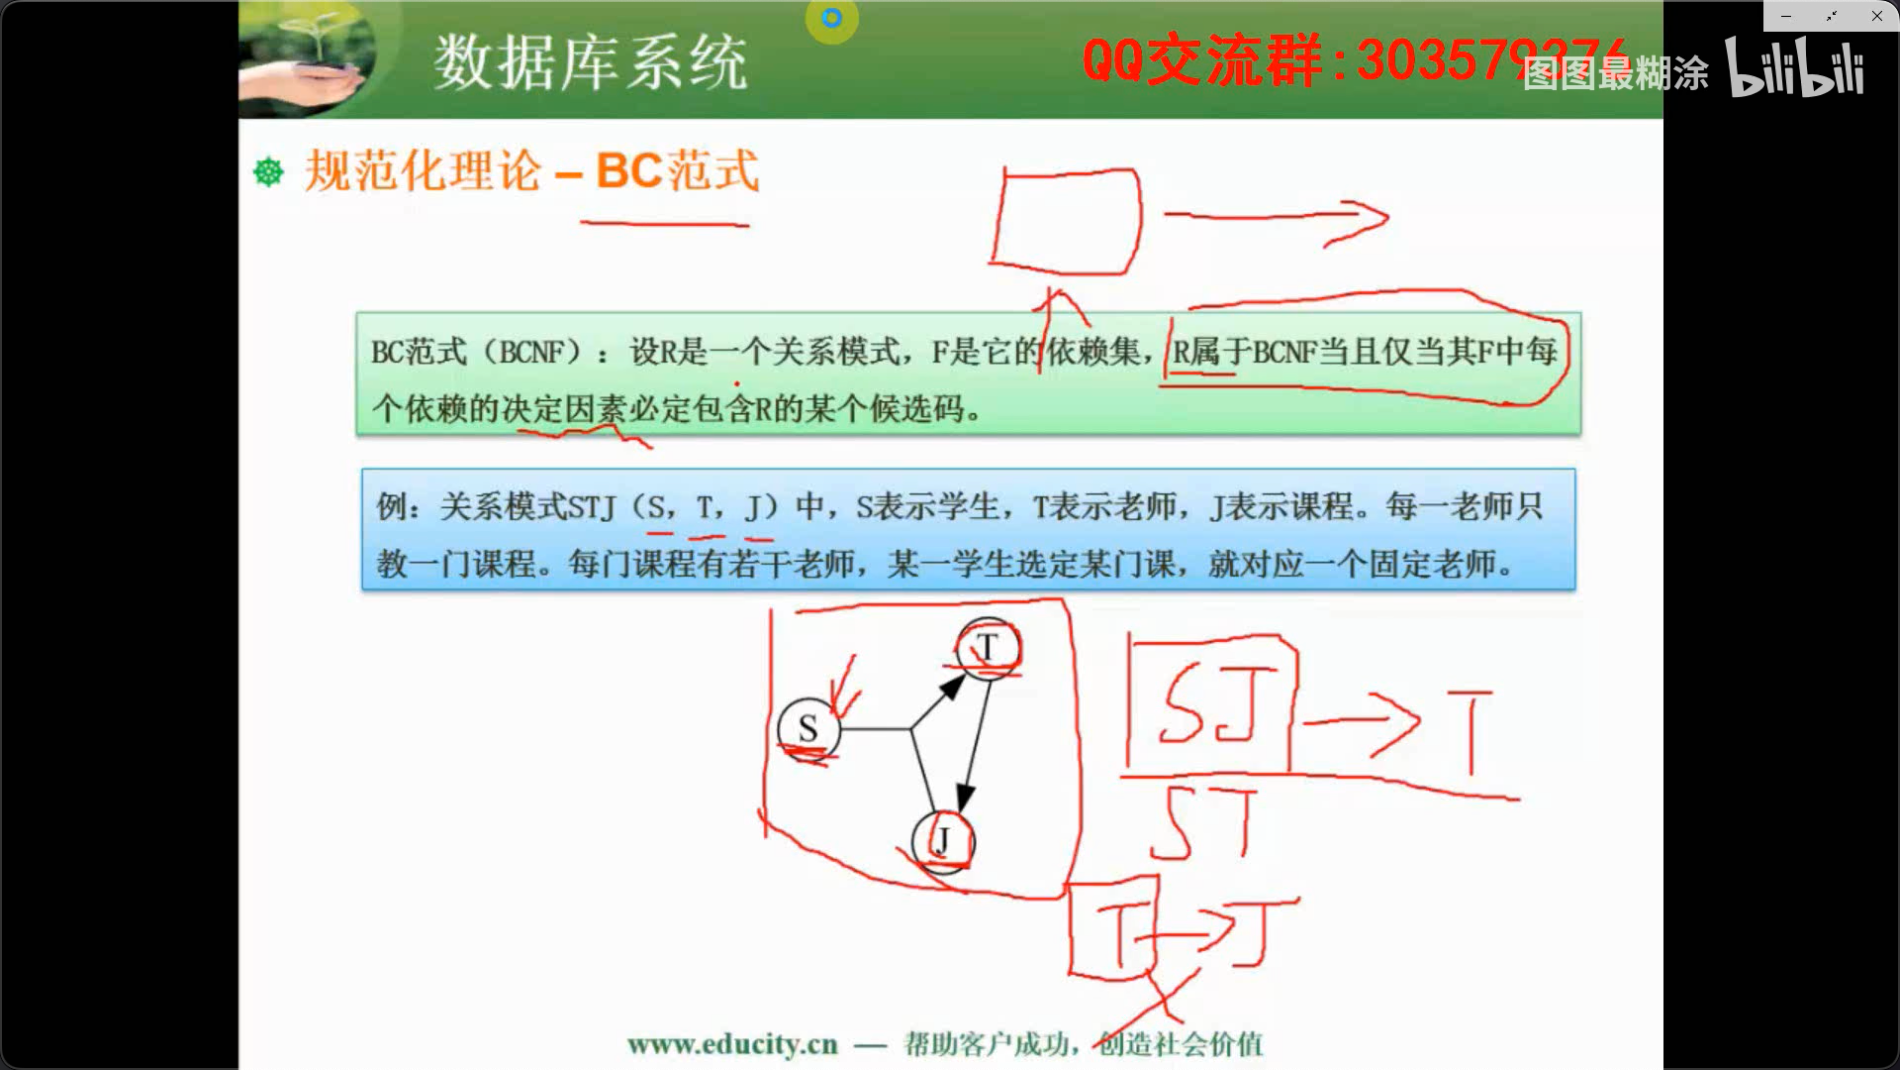 数据库系统
QQ交流群:303579376
图图最糊涂 bilibili
规范化理论 – BC范式
BC范式（BCNF）：设R是一个关系模式，F是它的依赖集，R属于BCNF当且仅当其F中每
个依赖的决定因素必定包含R的某个候选码。
例：关系模式STJ（S，T，J）中，S表示学生，T表示老师，J表示课程。每一老师只
教一门课程。每门课程有若干老师，某一学生选定某门课，就对应一个固定老师。
T
S
J
SJ → T
ST
T → J
www.educity.cn — 帮助客户成功，创造社会价值